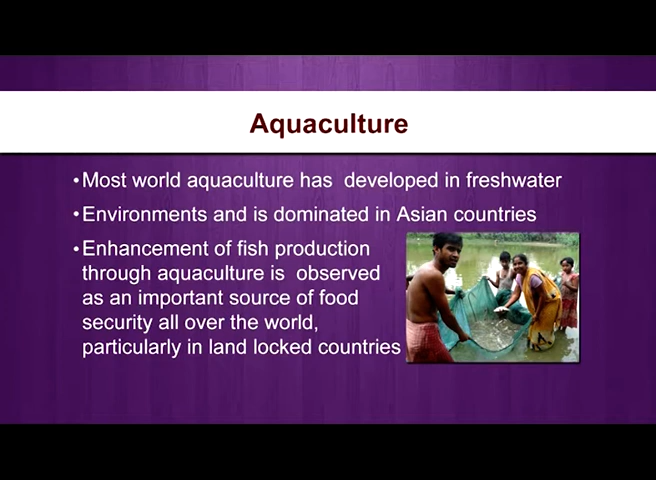 Aquaculture
•Most world aquaculture has developed in freshwater
•Environments and is dominated in Asian countries
•Enhancement of fish production
through aquaculture is observed
as an important source of food
security all over the world,
particularly in land locked countries